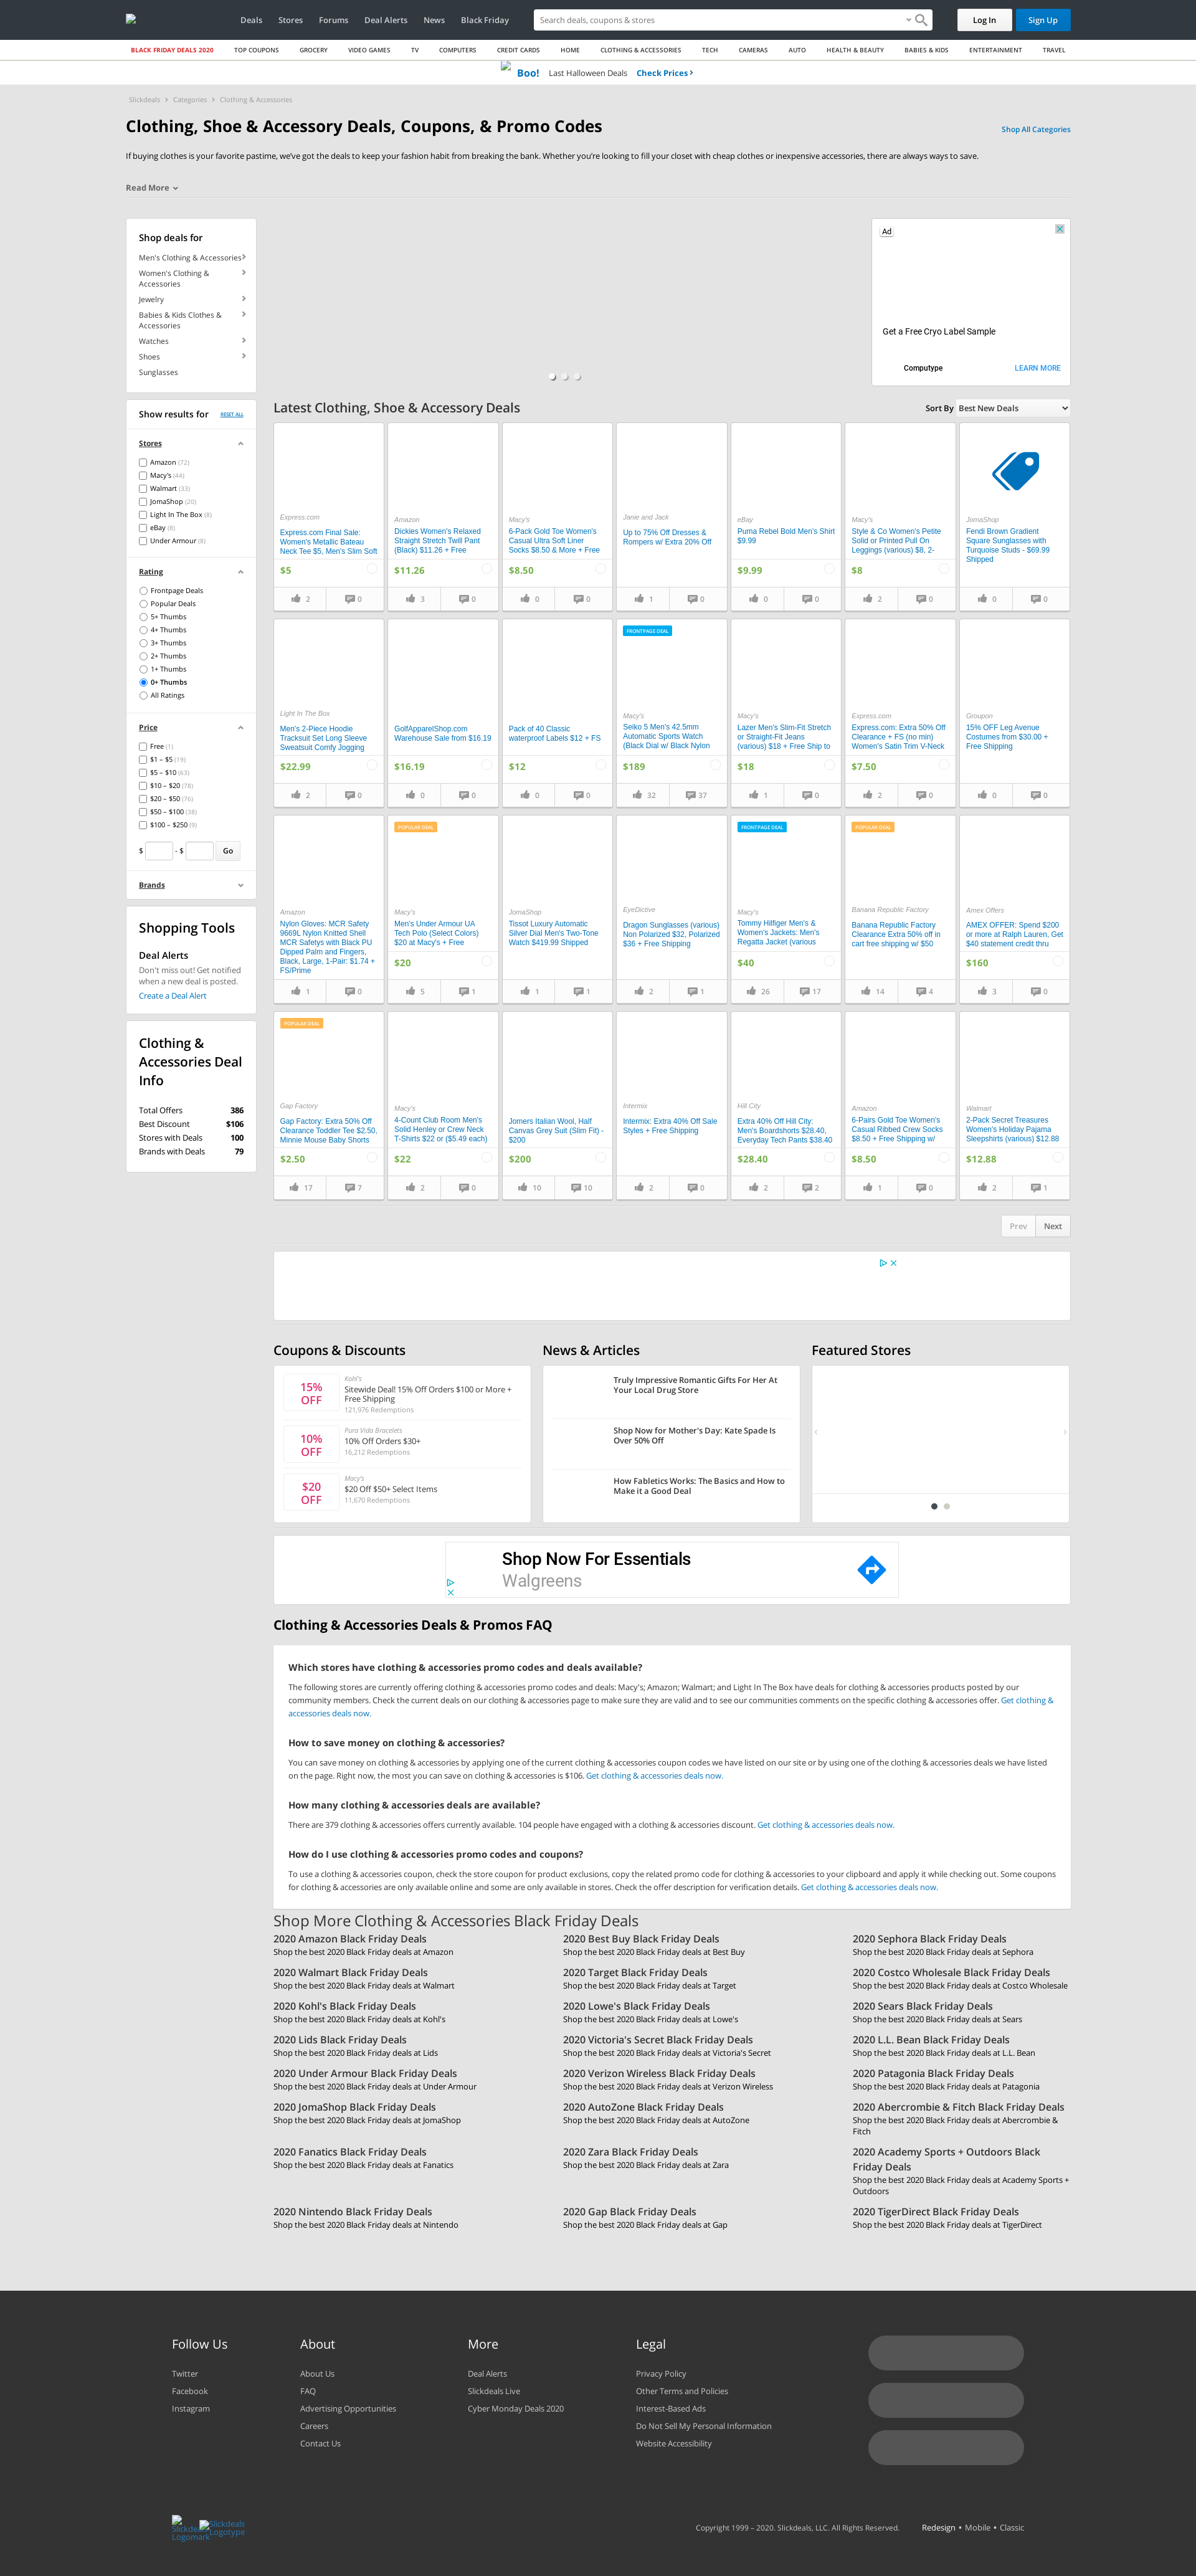 Deals Stores Forums Deal Alerts News Black Friday
Search deals, coupons & stores
Log In Sign Up
BLACK FRIDAY DEALS 2020 TOP COUPONS GROCERY VIDEO GAMES TV COMPUTERS CREDIT CARDS HOME CLOTHING & ACCESSORIES TECH CAMERAS AUTO HEALTH & BEAUTY BABIES & KIDS ENTERTAINMENT TRAVEL
Boo! Last Halloween Deals Check Prices
Slickdeals Categories Clothing & Accessories
Clothing, Shoe & Accessory Deals, Coupons, & Promo Codes
Shop All Categories
If buying clothes is your favorite pastime, we've got the deals to keep your fashion habit from breaking the bank. Whether you're looking to fill your closet with cheap clothes or inexpensive accessories, there are always ways to save.
Read More
Shop deals for
Men's Clothing & Accessories
Women's Clothing &
Accessories
Jewelry
Babies & Kids Clothes &
Accessories
Watches
Shoes
Sunglasses
Ad
Get a Free Cryo Label Sample
Computype LEARN MORE
Show results for RESET ALL
Stores
Amazon (72)
Macy's (44)
Walmart (33)
JomaShop (20)
Light In The Box (8)
eBay (8)
Under Armour (8)
Rating
Frontpage Deals
Popular Deals
5+ Thumbs
4+ Thumbs
3+ Thumbs
2+ Thumbs
1+ Thumbs
0+ Thumbs
All Ratings
Price
Free (1)
$1 – $5 (19)
$5 – $10 (63)
$10 – $20 (78)
$20 – $50 (76)
$50 – $100 (38)
$100 – $250 (9)
$ - $ Go
Brands
Shopping Tools
Deal Alerts
Don't miss out! Get notified
when a new deal is posted.
Create a Deal Alert
Clothing &
Accessories Deal
Info
Total Offers 386
Best Discount $106
Stores with Deals 100
Brands with Deals 79
Latest Clothing, Shoe & Accessory Deals
Sort By Best New Deals
Express.com
Express.com Final Sale:
Women's Metallic Bateau
Neck Tee $5, Men's Slim Soft
$5
2 0
Amazon
Dickies Women's Relaxed
Straight Stretch Twill Pant
(Black) $11.26 + Free
$11.26
3 0
Macy's
6-Pack Gold Toe Women's
Casual Ultra Soft Liner
Socks $8.50 & More + Free
$8.50
0 0
Janie and Jack
Up to 75% Off Dresses &
Rompers w/ Extra 20% Off
1 0
eBay
Puma Rebel Bold Men's Shirt
$9.99
$9.99
0 0
Macy's
Style & Co Women's Petite
Solid or Printed Pull On
Leggings (various) $8, 2-
$8
2 0
JomaShop
Fendi Brown Gradient
Square Sunglasses with
Turquoise Studs - $69.99
Shipped
0 0
Light In The Box
Men's 2-Piece Hoodie
Tracksuit Set Long Sleeve
Sweatsuit Comfy Jogging
$22.99
2 0
GolfApparelShop.com
Warehouse Sale from $16.19
$16.19
0 0
Pack of 40 Classic
waterproof Labels $12 + FS
$12
0 0
FRONTPAGE DEAL
Macy's
Seiko 5 Men's 42.5mm
Automatic Sports Watch
(Black Dial w/ Black Nylon
$189
32 37
Macy's
Lazer Men's Slim-Fit Stretch
or Straight-Fit Jeans
(various) $18 + Free Ship to
$18
1 0
Express.com
Express.com: Extra 50% Off
Clearance + FS (no min)
Women's Satin Trim V-Neck
$7.50
2 0
Groupon
15% OFF Leg Avenue
Costumes from $30.00 +
Free Shipping
0 0
Amazon
Nylon Gloves: MCR Safety
9669L Nylon Knitted Shell
MCR Safetys with Black PU
Dipped Palm and Fingers,
Black, Large, 1-Pair: $1.74 +
FS/Prime
1 0
POPULAR DEAL
Macy's
Men's Under Armour UA
Tech Polo (Select Colors)
$20 at Macy's + Free
$20
5 1
JomaShop
Tissot Luxury Automatic
Silver Dial Men's Two-Tone
Watch $419.99 Shipped
1 1
EyeDictive
Dragon Sunglasses (various)
Non Polarized $32, Polarized
$36 + Free Shipping
2 1
FRONTPAGE DEAL
Macy's
Tommy Hilfiger Men's &
Women's Jackets: Men's
Regatta Jacket (various
$40
26 17
POPULAR DEAL
Banana Republic Factory
Banana Republic Factory
Clearance Extra 50% off in
cart free shipping w/ $50
14 4
Amex Offers
AMEX OFFER: Spend $200
or more at Ralph Lauren, Get
$40 statement credit thru
$160
3 0
POPULAR DEAL
Gap Factory
Gap Factory: Extra 50% Off
Clearance Toddler Tee $2.50,
Minnie Mouse Baby Shorts
$2.50
17 7
Macy's
4-Count Club Room Men's
Solid Henley or Crew Neck
T-Shirts $22 or ($5.49 each)
$22
2 0
Jomers Italian Wool, Half
Canvas Grey Suit (Slim Fit) -
$200
$200
10 10
Intermix
Intermix: Extra 40% Off Sale
Styles + Free Shipping
2 0
Hill City
Extra 40% Off Hill City:
Men's Boardshorts $28.40,
Everyday Tech Pants $38.40
$28.40
2 2
Amazon
6-Pairs Gold Toe Women's
Casual Ribbed Crew Socks
$8.50 + Free Shipping w/
$8.50
1 0
Walmart
2-Pack Secret Treasures
Women's Holiday Pajama
Sleepshirts (various) $12.88
$12.88
2 1
Prev Next
Coupons & Discounts
15%
OFF
Kohl's
Sitewide Deal! 15% Off Orders $100 or More +
Free Shipping
121,976 Redemptions
10%
OFF
Pura Vida Bracelets
10% Off Orders $30+
16,212 Redemptions
$20
OFF
Macy's
$20 Off $50+ Select Items
11,670 Redemptions
News & Articles
Truly Impressive Romantic Gifts For Her At
Your Local Drug Store
Shop Now for Mother's Day: Kate Spade Is
Over 50% Off
How Fabletics Works: The Basics and How to
Make it a Good Deal
Featured Stores
Shop Now For Essentials
Walgreens
Clothing & Accessories Deals & Promos FAQ
Which stores have clothing & accessories promo codes and deals available?
The following stores are currently offering clothing & accessories promo codes and deals: Macy's; Amazon; Walmart; and Light In The Box have deals for clothing & accessories products posted by our
community members. Check the current deals on our clothing & accessories page to make sure they are valid and to see our communities comments on the specific clothing & accessories offer. Get clothing &
accessories deals now.
How to save money on clothing & accessories?
You can save money on clothing & accessories by applying one of the current clothing & accessories coupon codes we have listed on our site or by using one of the clothing & accessories deals we have listed
on the page. Right now, the most you can save on clothing & accessories is $106. Get clothing & accessories deals now.
How many clothing & accessories deals are available?
There are 379 clothing & accessories offers currently available. 104 people have engaged with a clothing & accessories discount. Get clothing & accessories deals now.
How do I use clothing & accessories promo codes and coupons?
To use a clothing & accessories coupon, check the store coupon for product exclusions, copy the related promo code for clothing & accessories to your clipboard and apply it while checking out. Some coupons
for clothing & accessories are only available online and some are only available in stores. Check the offer description for verification details. Get clothing & accessories deals now.
Shop More Clothing & Accessories Black Friday Deals
2020 Amazon Black Friday Deals
Shop the best 2020 Black Friday deals at Amazon
2020 Best Buy Black Friday Deals
Shop the best 2020 Black Friday deals at Best Buy
2020 Sephora Black Friday Deals
Shop the best 2020 Black Friday deals at Sephora
2020 Walmart Black Friday Deals
Shop the best 2020 Black Friday deals at Walmart
2020 Target Black Friday Deals
Shop the best 2020 Black Friday deals at Target
2020 Costco Wholesale Black Friday Deals
Shop the best 2020 Black Friday deals at Costco Wholesale
2020 Kohl's Black Friday Deals
Shop the best 2020 Black Friday deals at Kohl's
2020 Lowe's Black Friday Deals
Shop the best 2020 Black Friday deals at Lowe's
2020 Sears Black Friday Deals
Shop the best 2020 Black Friday deals at Sears
2020 Lids Black Friday Deals
Shop the best 2020 Black Friday deals at Lids
2020 Victoria's Secret Black Friday Deals
Shop the best 2020 Black Friday deals at Victoria's Secret
2020 L.L. Bean Black Friday Deals
Shop the best 2020 Black Friday deals at L.L. Bean
2020 Under Armour Black Friday Deals
Shop the best 2020 Black Friday deals at Under Armour
2020 Verizon Wireless Black Friday Deals
Shop the best 2020 Black Friday deals at Verizon Wireless
2020 Patagonia Black Friday Deals
Shop the best 2020 Black Friday deals at Patagonia
2020 JomaShop Black Friday Deals
Shop the best 2020 Black Friday deals at JomaShop
2020 AutoZone Black Friday Deals
Shop the best 2020 Black Friday deals at AutoZone
2020 Abercrombie & Fitch Black Friday Deals
Shop the best 2020 Black Friday deals at Abercrombie &
Fitch
2020 Fanatics Black Friday Deals
Shop the best 2020 Black Friday deals at Fanatics
2020 Zara Black Friday Deals
Shop the best 2020 Black Friday deals at Zara
2020 Academy Sports + Outdoors Black
Friday Deals
Shop the best 2020 Black Friday deals at Academy Sports +
Outdoors
2020 Nintendo Black Friday Deals
Shop the best 2020 Black Friday deals at Nintendo
2020 Gap Black Friday Deals
Shop the best 2020 Black Friday deals at Gap
2020 TigerDirect Black Friday Deals
Shop the best 2020 Black Friday deals at TigerDirect
Follow Us
Twitter
Facebook
Instagram
About
About Us
FAQ
Advertising Opportunities
Careers
Contact Us
More
Deal Alerts
Slickdeals Live
Cyber Monday Deals 2020
Legal
Privacy Policy
Other Terms and Policies
Interest-Based Ads
Do Not Sell My Personal Information
Website Accessibility
Slickdeals
Logotype
Logomark
Copyright 1999 – 2020. Slickdeals, LLC. All Rights Reserved. Redesign • Mobile • Classic